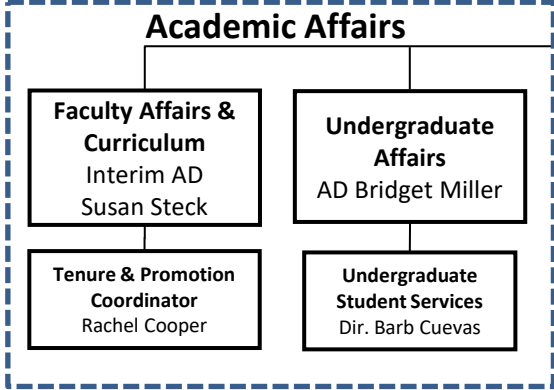 Academic Affairs
Faculty Affairs &
Curriculum
Interim AD
Susan Steck
Undergraduate
Affairs
AD Bridget Miller
Tenure & Promotion
Coordinator
Rachel Cooper
Undergraduate
Student Services
Dir. Barb Cuevas